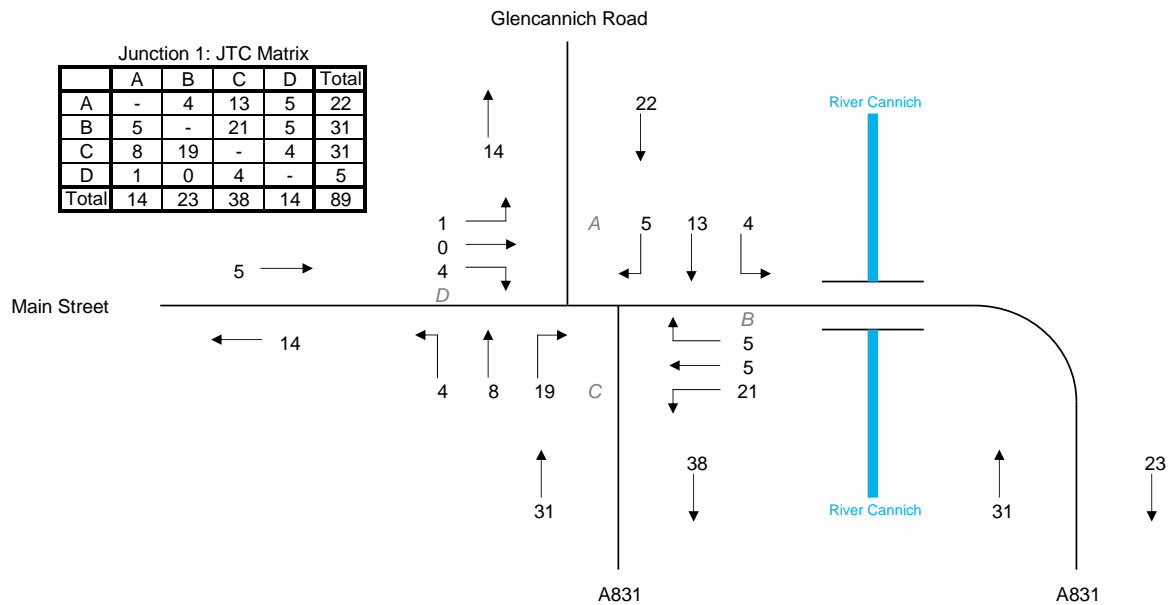 Glencannich Road
Junction 1: JTC Matrix
A B C D Total
A - 4 13 5 22
B 5 - 21 5 31
C 8 19 - 4 31
D 1 0 4 - 5
Total 14 23 38 14 89
22
River Cannich
14
1
A
5
13
4
0
4
5
D
Main Street
B
14
5
5
4
8
19
C
21
38
23
31
River Cannich
31
A831
A831